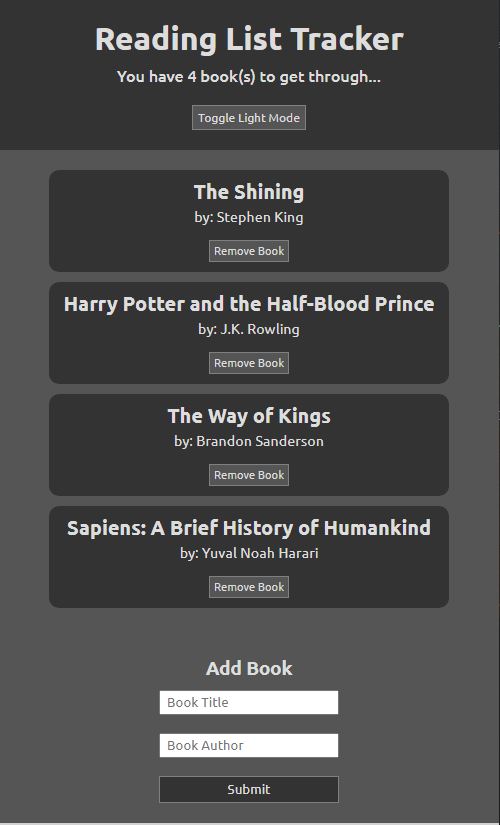 Reading List Tracker
You have 4 book(s) to get through...
Toggle Light Mode
The Shining
by: Stephen King
Remove Book
Harry Potter and the Half-Blood Prince
by: J.K. Rowling
Remove Book
The Way of Kings
by: Brandon Sanderson
Remove Book
Sapiens: A Brief History of Humankind
by: Yuval Noah Harari
Remove Book
Add Book
Book Title
Book Author
Submit